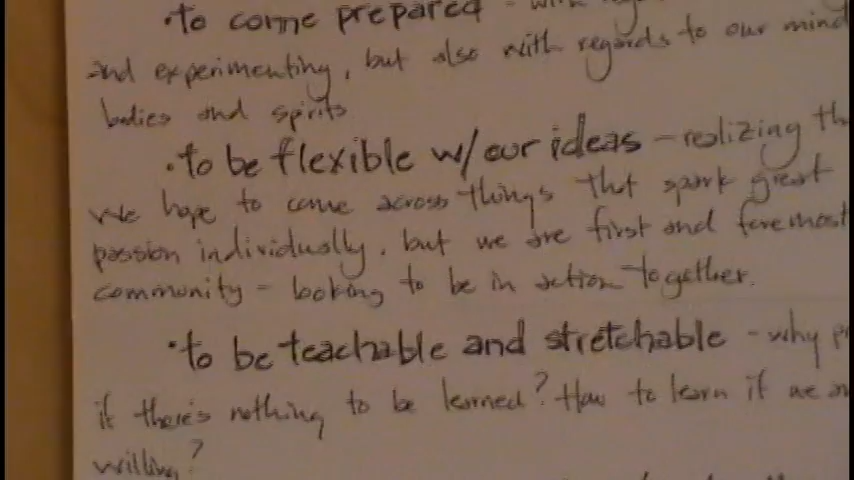 ·to come prepared - with
and experimenting, but also with regards to our mind
bodies and spirits
·to be flexible w/ our ideas - realizing th
we hope to come across things that spark great
passion individually, but we are first and foremost
community - looking to be in action together.
·to be teachable and stretchable - why
if there's nothing to be learned? How to learn if we
willing?